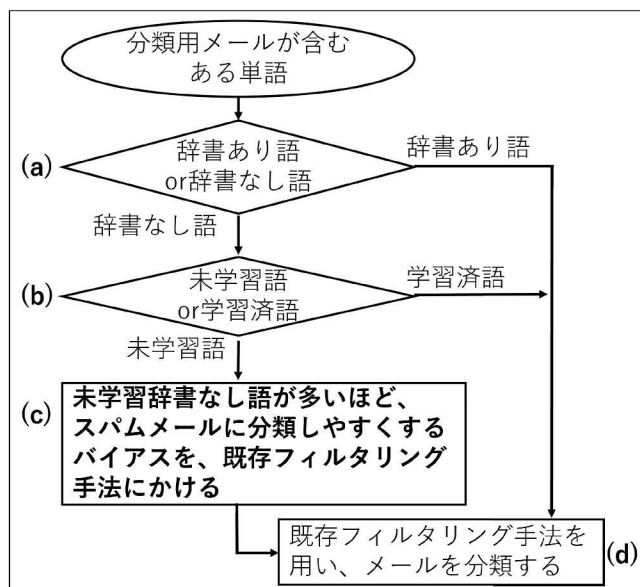 分類用メールが含む
ある単語
(a)
辞書あり語
or辞書なし語
辞書あり語
辞書なし語
(b)
未学習語
or学習済語
学習済語
未学習語
(c)
未学習辞書なし語が多いほど、
スパムメールに分類しやすくする
バイアスを、既存フィルタリング
手法にかける
既存フィルタリング手法を
用い、メールを分類する
(d)